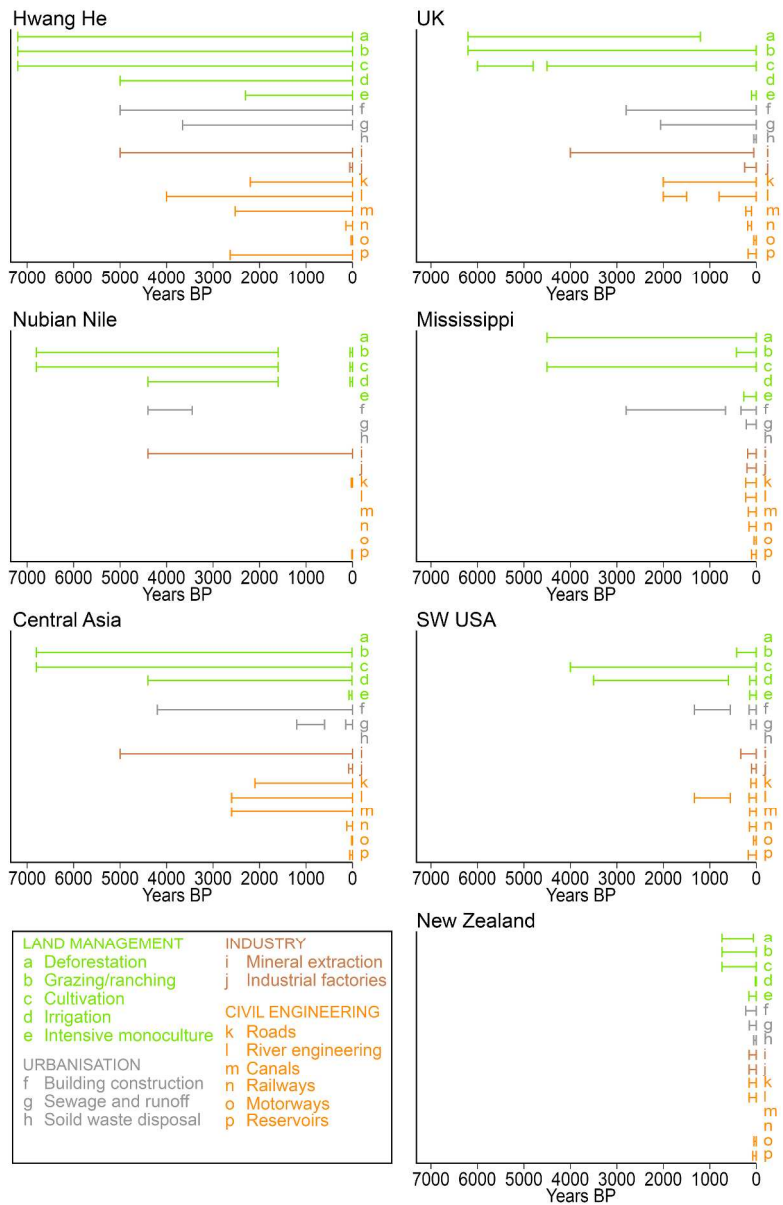 Hwang He
a
b
c
d
e
f
g
h
i
j
k
l
m
n
o
p
7000 6000 5000 4000 3000 2000 1000 0
Years BP
UK
a
b
c
d
e
f
g
h
i
j
k
l
m
n
o
p
7000 6000 5000 4000 3000 2000 1000 0
Years BP
Nubian Nile
a
b
c
d
e
f
g
h
i
j
k
l
m
n
o
p
7000 6000 5000 4000 3000 2000 1000 0
Years BP
Mississippi
a
b
c
d
e
f
g
h
i
j
k
l
m
n
o
p
7000 6000 5000 4000 3000 2000 1000 0
Years BP
Central Asia
a
b
c
d
e
f
g
h
i
j
k
l
m
n
o
p
7000 6000 5000 4000 3000 2000 1000 0
Years BP
SW USA
a
b
c
d
e
f
g
h
i
j
k
l
m
n
o
p
7000 6000 5000 4000 3000 2000 1000 0
Years BP
LAND MANAGEMENT
a Deforestation
b Grazing/ranching
c Cultivation
d Irrigation
e Intensive monoculture
URBANISATION
f Building construction
g Sewage and runoff
h Soild waste disposal
INDUSTRY
i Mineral extraction
j Industrial factories
CIVIL ENGINEERING
k Roads
l River engineering
m Canals
n Railways
o Motorways
p Reservoirs
New Zealand
a
b
c
d
e
f
g
h
i
j
k
l
m
n
o
p
7000 6000 5000 4000 3000 2000 1000 0
Years BP